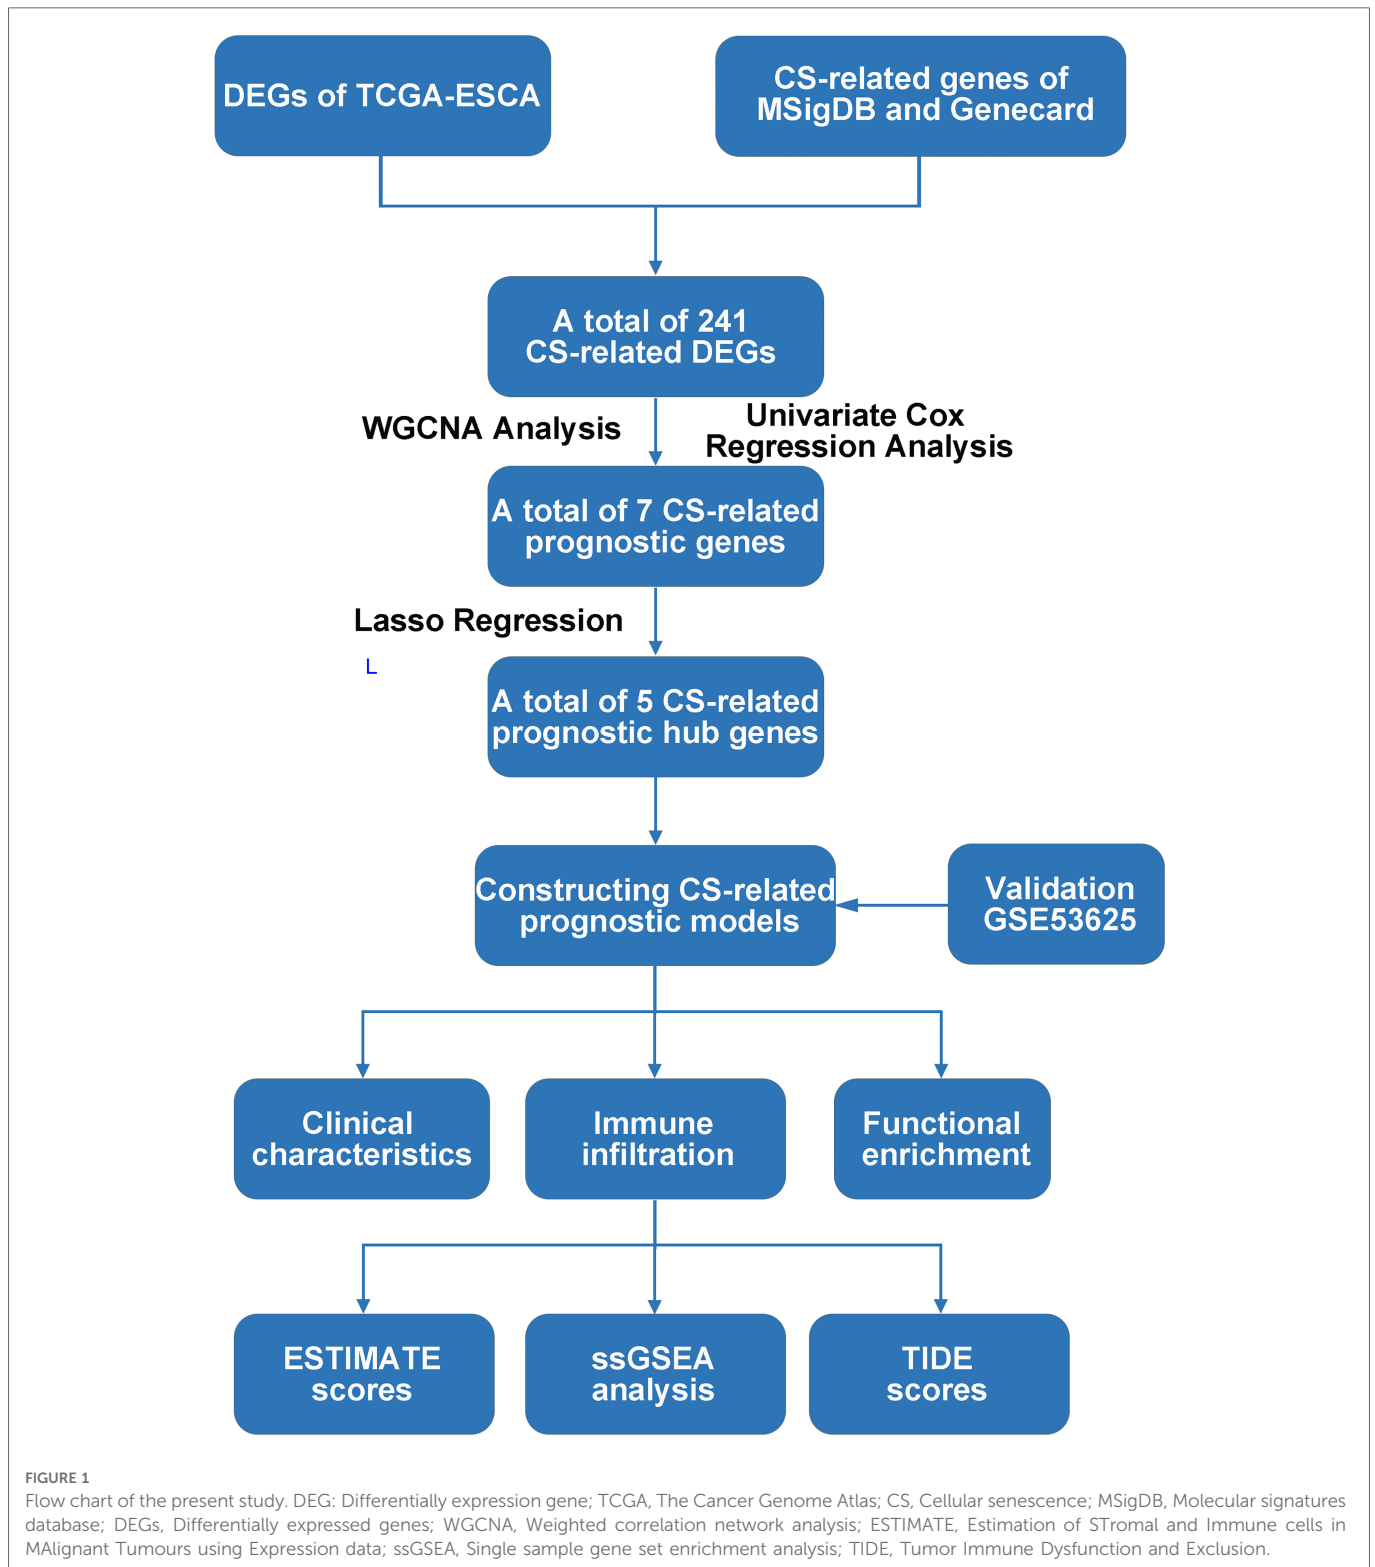 DEGs of TCGA-ESCA
CS-related genes of
MSigDB and Genecard
A total of 241
CS-related DEGs
WGCNA Analysis
Univariate Cox
Regression Analysis
A total of 7 CS-related
prognostic genes
Lasso Regression
L
A total of 5 CS-related
prognostic hub genes
Constructing CS-related
prognostic models
Validation
GSE53625
Clinical
characteristics
Immune
infiltration
Functional
enrichment
ESTIMATE
scores
ssGSEA
analysis
TIDE
scores
FIGURE 1
Flow chart of the present study. DEG: Differentially expression gene; TCGA, The Cancer Genome Atlas; CS, Cellular senescence; MSigDB, Molecular signatures
database; DEGs, Differentially expressed genes; WGCNA, Weighted correlation network analysis; ESTIMATE, Estimation of STromal and Immune cells in
MAlignant Tumours using Expression data; ssGSEA, Single sample gene set enrichment analysis; TIDE, Tumor Immune Dysfunction and Exclusion.